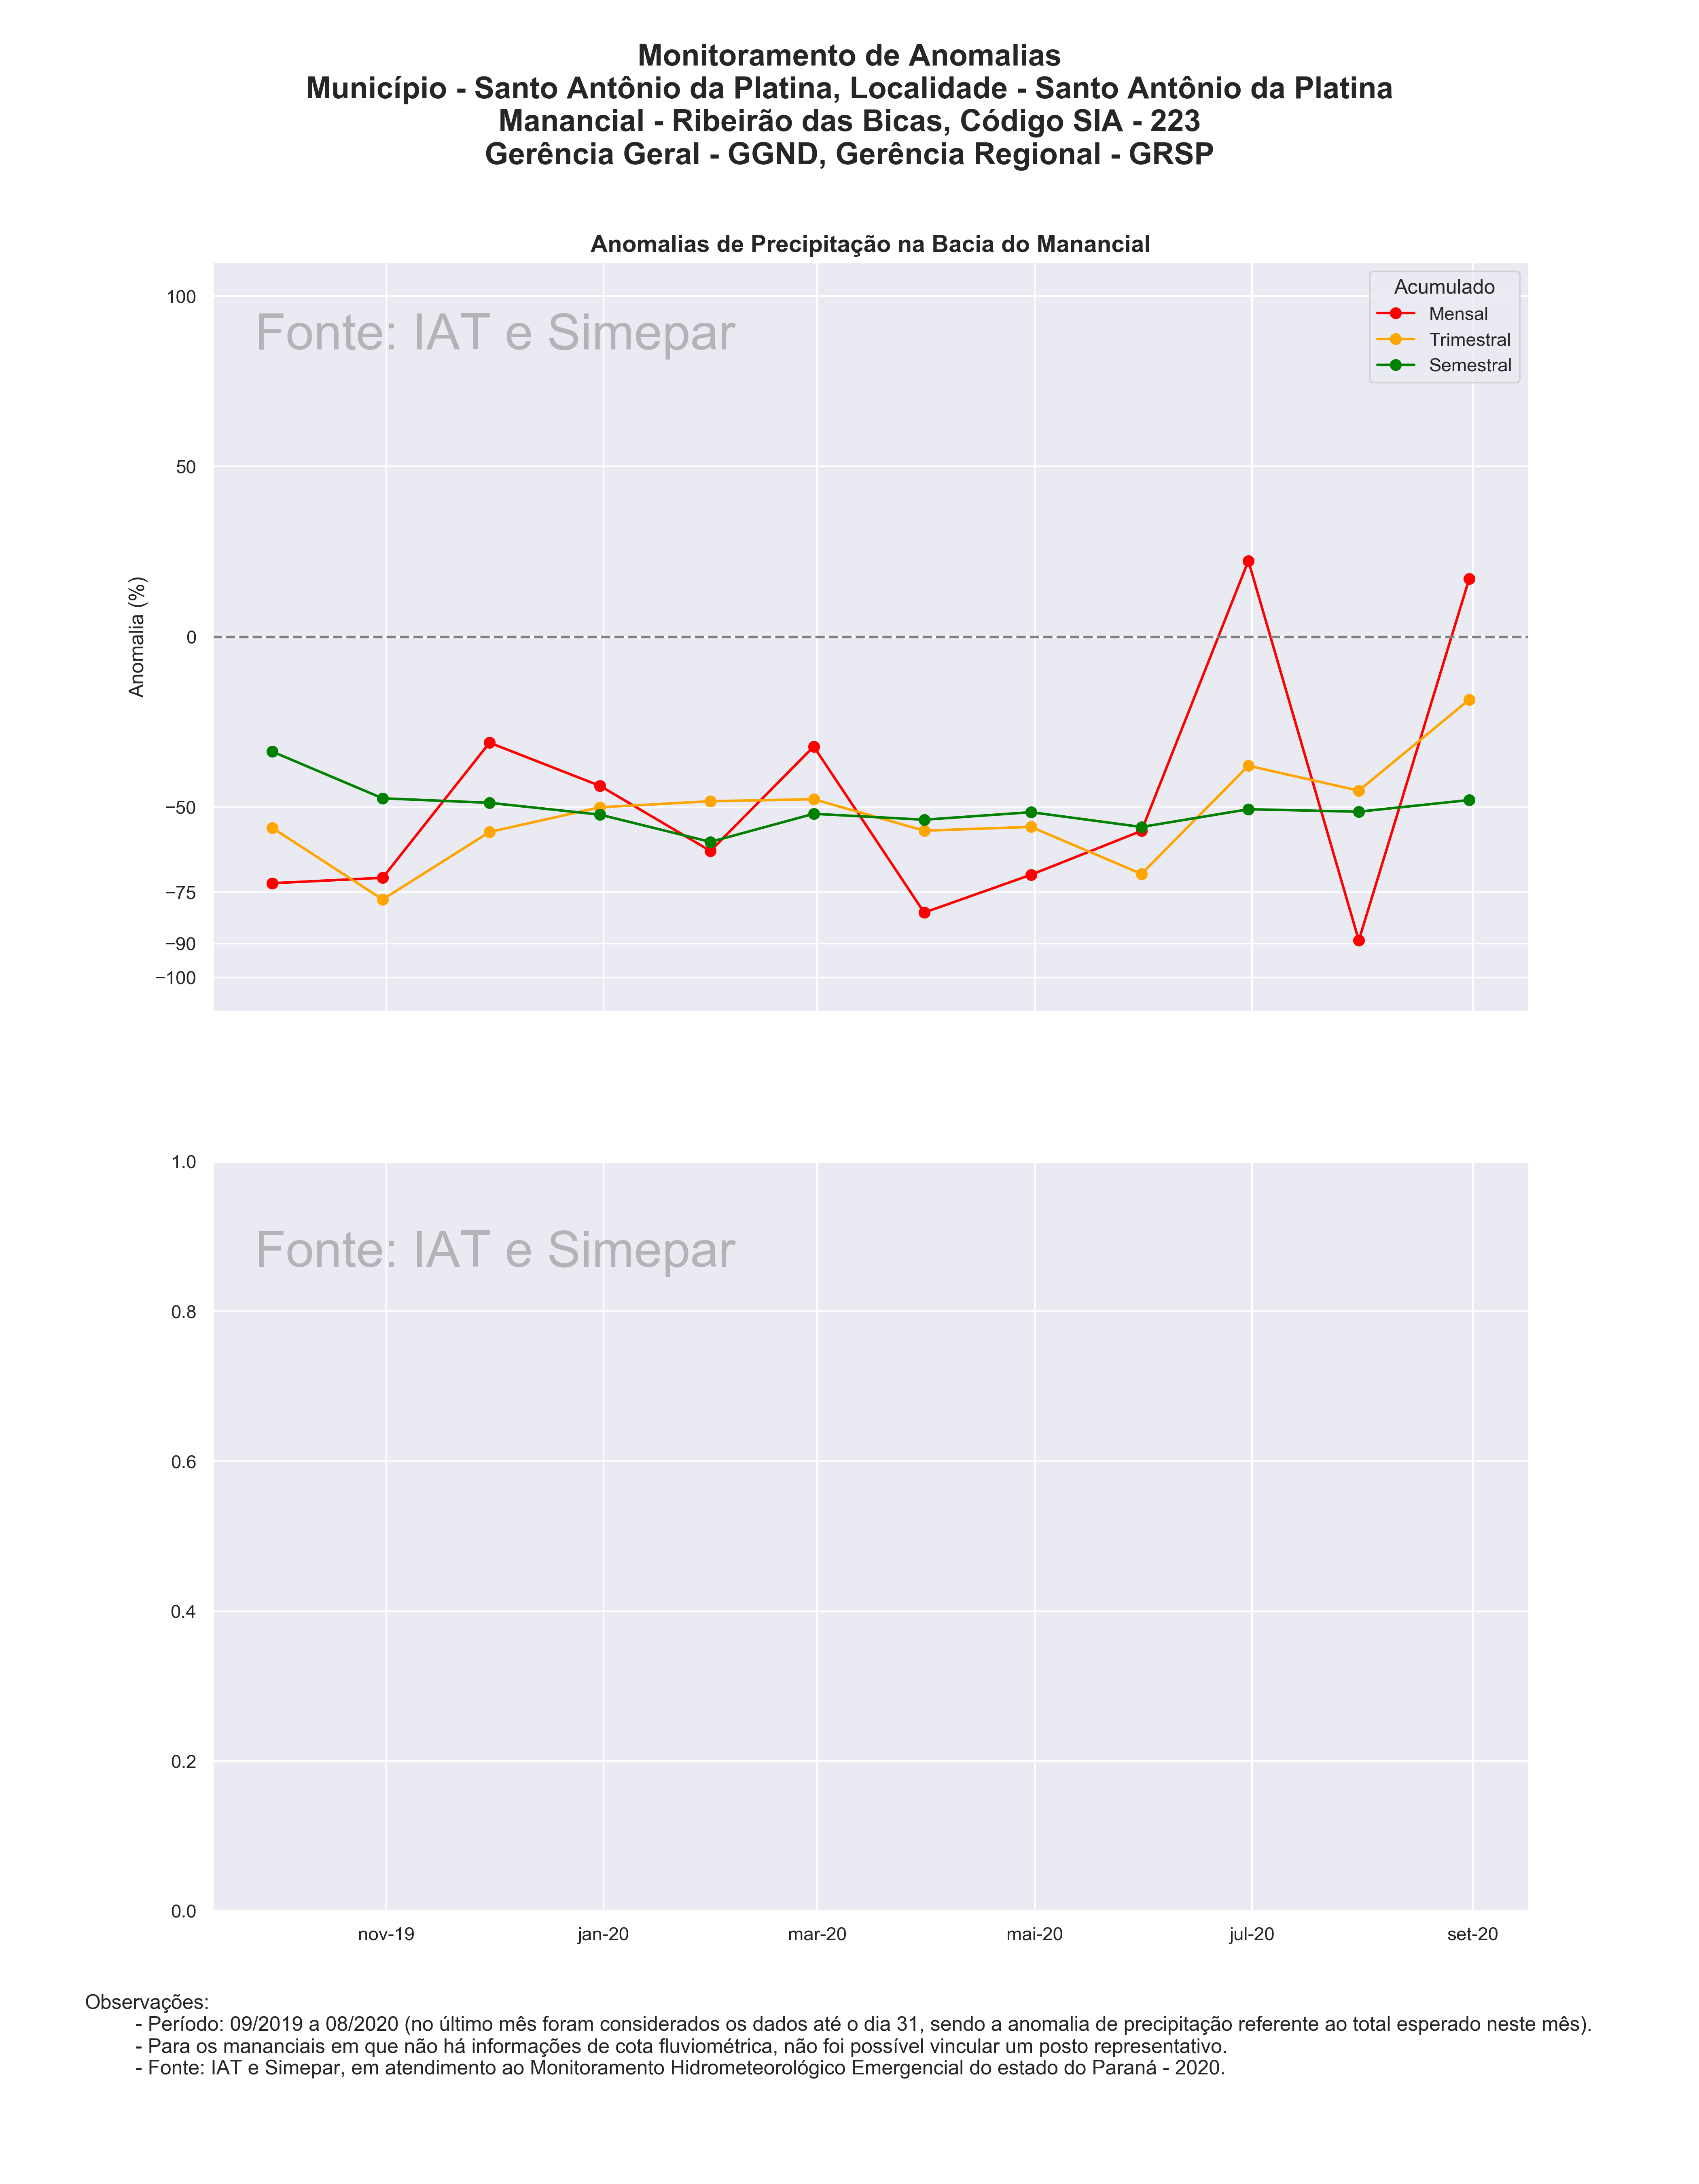 Monitoramento de Anomalias
Município - Santo Antônio da Platina, Localidade - Santo Antônio da Platina
Manancial - Ribeirão das Bicas, Código SIA - 223
Gerência Geral - GGND, Gerência Regional - GRSP
Anomalias de Precipitação na Bacia do Manancial
Fonte: IAT e Simepar
Acumulado
Mensal
Trimestral
Semestral
Anomalia (%)
100
50
0
−50
−75
−90
−100
Fonte: IAT e Simepar
1.0
0.8
0.6
0.4
0.2
0.0
nov-19 jan-20 mar-20 mai-20 jul-20 set-20
Observações:
- Período: 09/2019 a 08/2020 (no último mês foram considerados os dados até o dia 31, sendo a anomalia de precipitação referente ao total esperado neste mês).
- Para os mananciais em que não há informações de cota fluviométrica, não foi possível vincular um posto representativo.
- Fonte: IAT e Simepar, em atendimento ao Monitoramento Hidrometeorológico Emergencial do estado do Paraná - 2020.